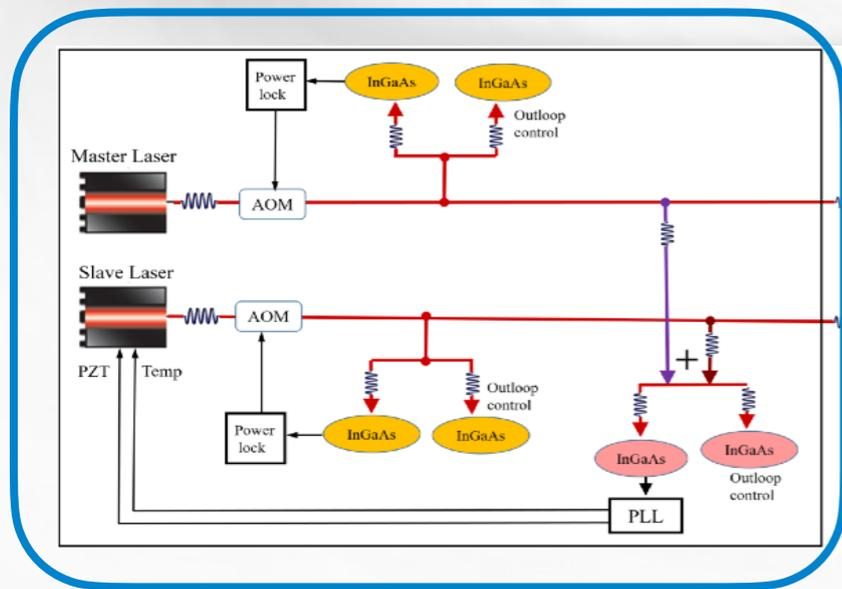 Power
lock
InGaAs
InGaAs
Outloop
control
Master Laser
AOM
Slave Laser
AOM
PZT
Temp
+
Outloop
control
Power
lock
InGaAs
InGaAs
InGaAs
InGaAs
Outloop
control
PLL